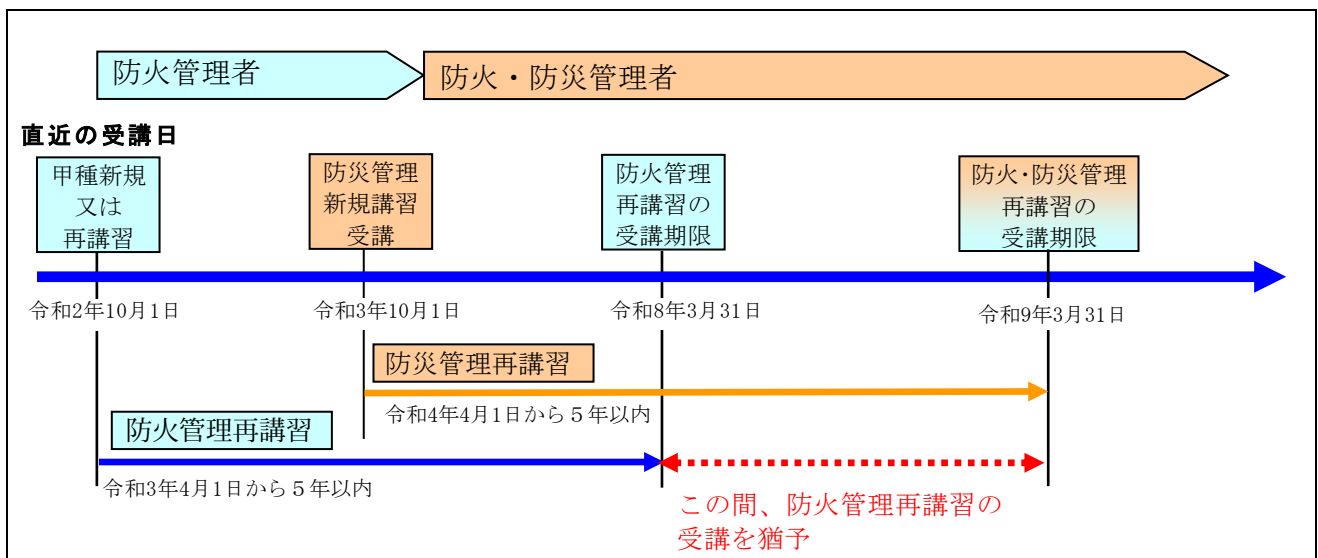 防火管理者
防火・防災管理者
直近の受講日
甲種新規
又は
再講習
防災管理
新規講習
受講
防火管理
再講習の
受講期限
防火･防災管理
再講習の
受講期限
令和2年10月1日
令和3年10月1日
令和8年3月31日
令和9年3月31日
防災管理再講習
令和4年4月1日から５年以内
防火管理再講習
令和3年4月1日から５年以内
この間、防火管理再講習の
受講を猶予